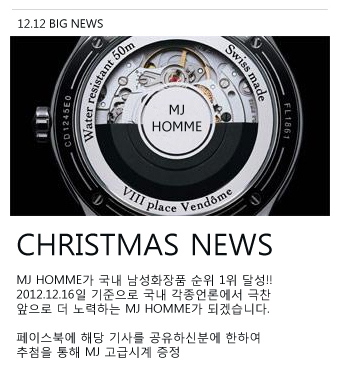 12.12 BIG NEWS
Water resistant 50m
Swiss made
MJ
HOMME
CD1245E0
FL1861
VIII place Vendôme
CHRISTMAS NEWS
MJ HOMME가 국내 남성화장품 순위 1위 달성!!
2012.12.16일 기준으로 국내 각종언론에서 극찬
앞으로 더 노력하는 MJ HOMME가 되겠습니다.
페이스북에 해당 기사를 공유하신분에 한하여
추첨을 통해 MJ 고급시계 증정